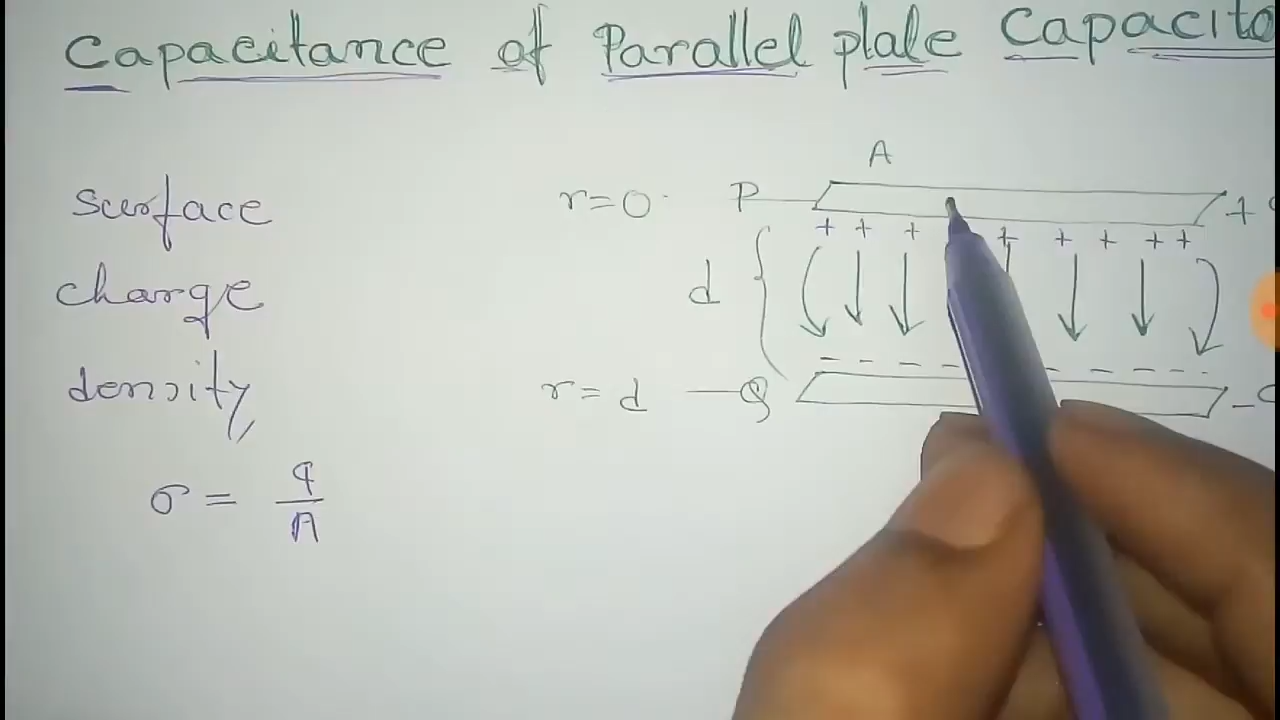 Capacitance of Parallel plate Capacito
A
surface
r=0
P
+
+ + + + + + + +
charge
d
- - - - - - - -
density,
r=d
Q
-
σ = q/A